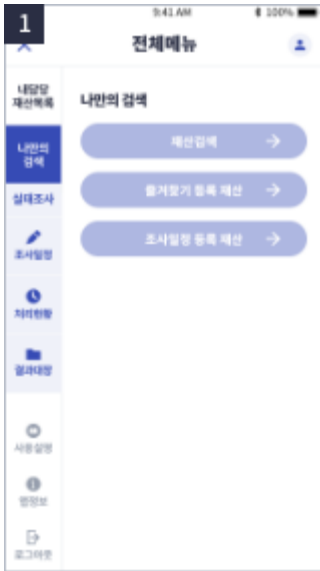 1
9:41 AM
100%
전체메뉴
내담당
재산목록
나만의 검색
나만의
검색
재산검색
즐겨찾기 등록 재산
실태조사
조사일정 등록 재산
조사일정
처리현황
결과대장
사용설명
앱정보
로그아웃